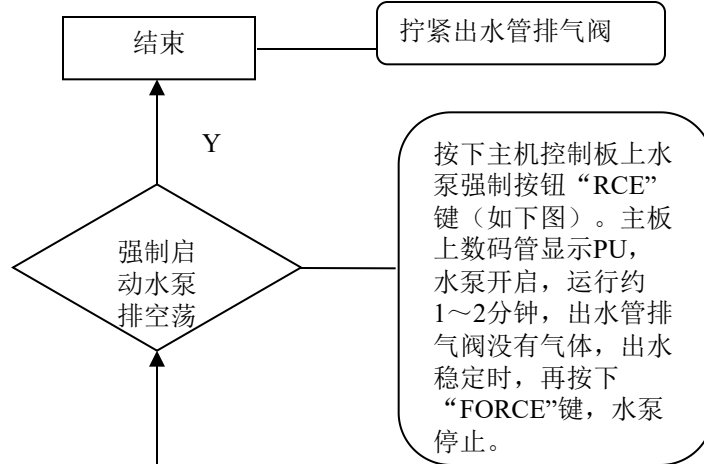 结束
拧紧出水管排气阀
Y
强制启
动水泵
排空荡
按下主机控制板上水
泵强制按钮“RCE”
键（如下图）。主板
上数码管显示PU，
水泵开启，运行约
1～2分钟，出水管排
气阀没有气体，出水
稳定时，再按下
“FORCE”键，水泵
停止。